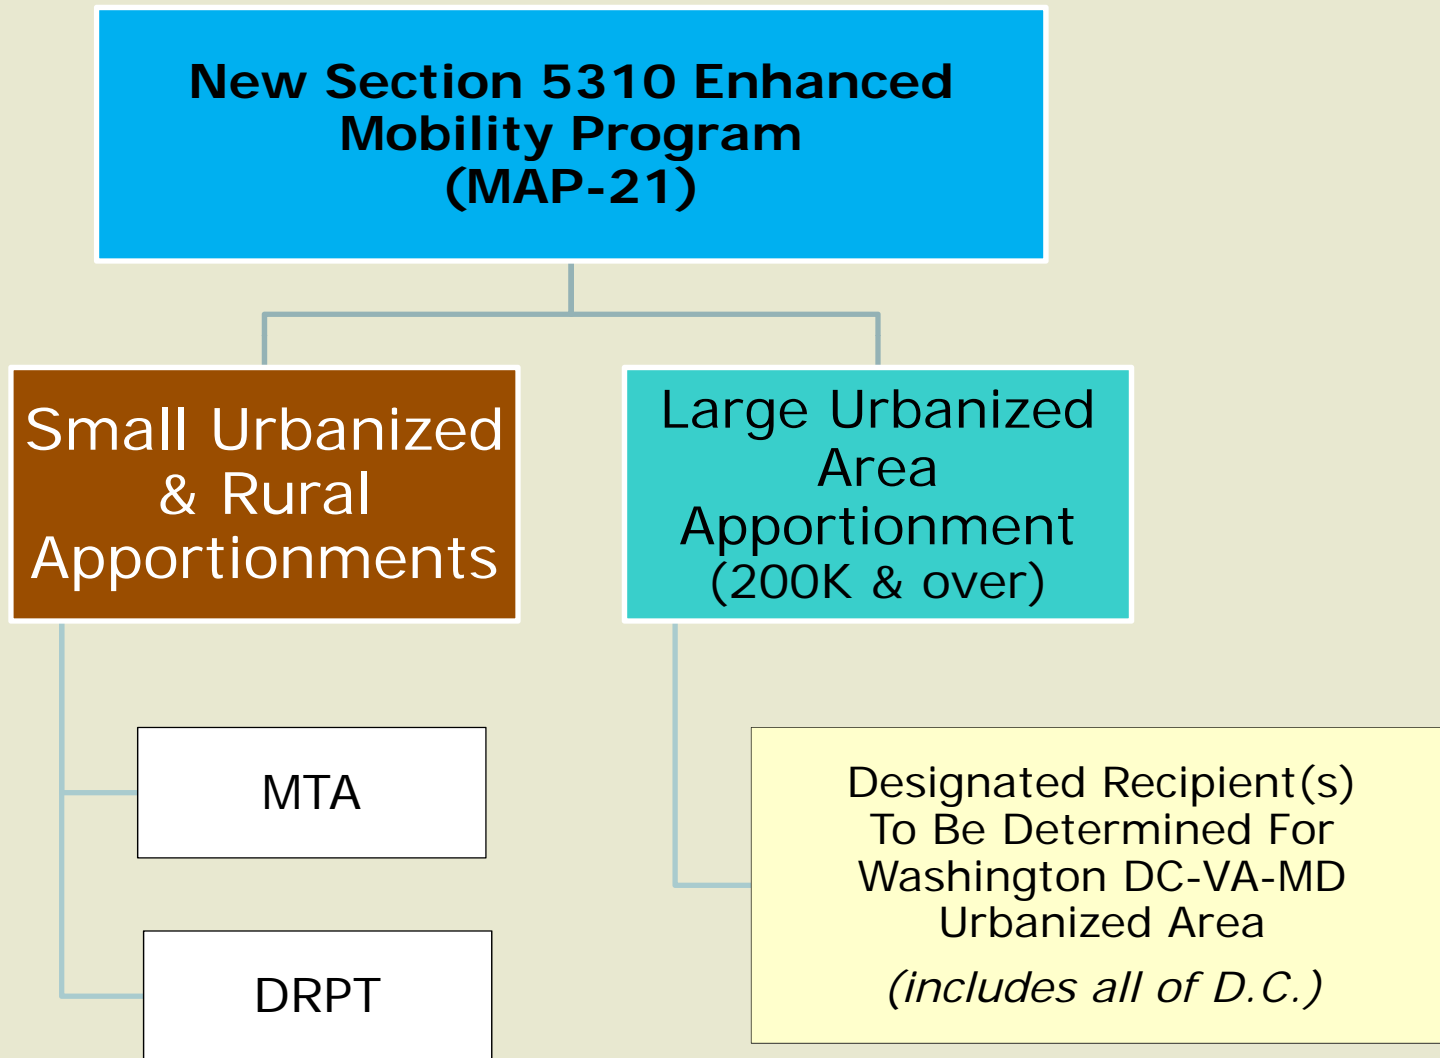 New Section 5310 Enhanced
Mobility Program
(MAP-21)
Small Urbanized
& Rural
Apportionments
Large Urbanized
Area
Apportionment
(200K & over)
MTA
DRPT
Designated Recipient(s)
To Be Determined For
Washington DC-VA-MD
Urbanized Area
(includes all of D.C.)